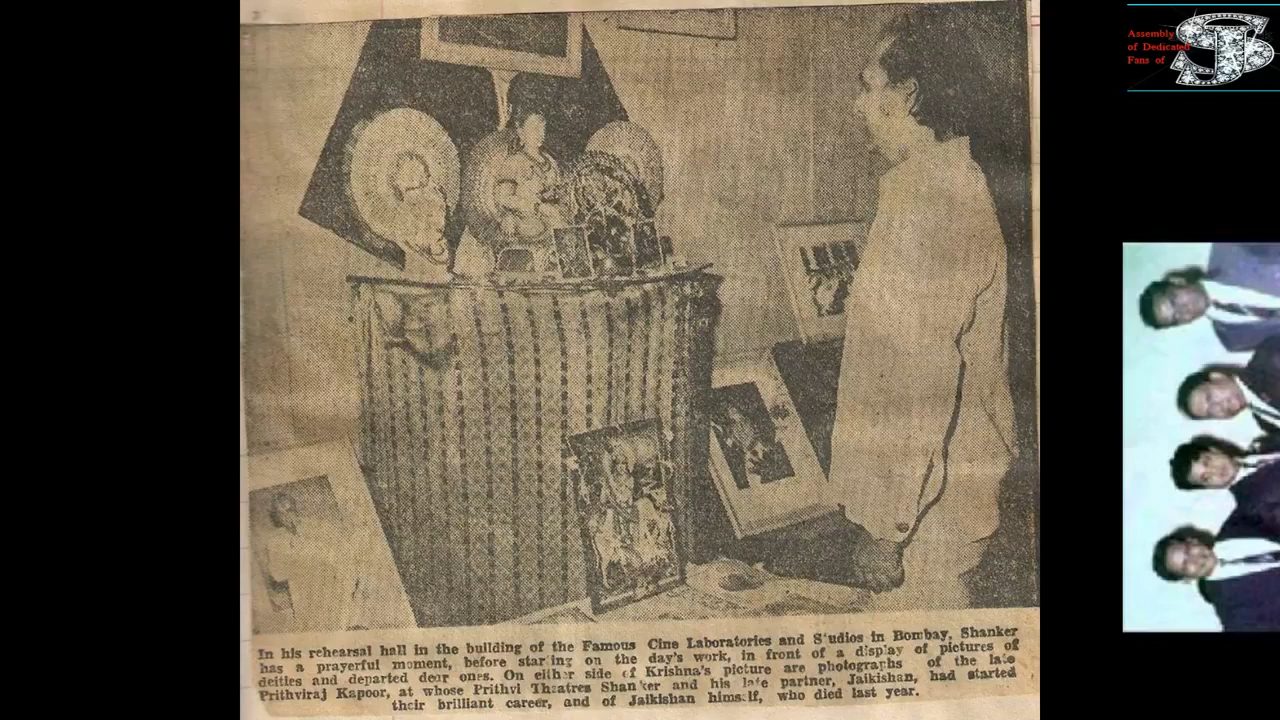 Assembly
of Dedicated
Fans of
SJ
In his rehearsal hall in the building of the Famous Cine Laboratories and Studios in Bombay, Shanker
has a prayerful moment, before starting on the day's work, in front of a display of pictures of
deities and departed dear ones. On either side of Krishna's picture are photographs of the late
Prithviraj Kapoor, at whose Prithvi Theatres Shanker and his late partner, Jaikishan, had started
their brilliant career, and of Jaikishan himself, who died last year.